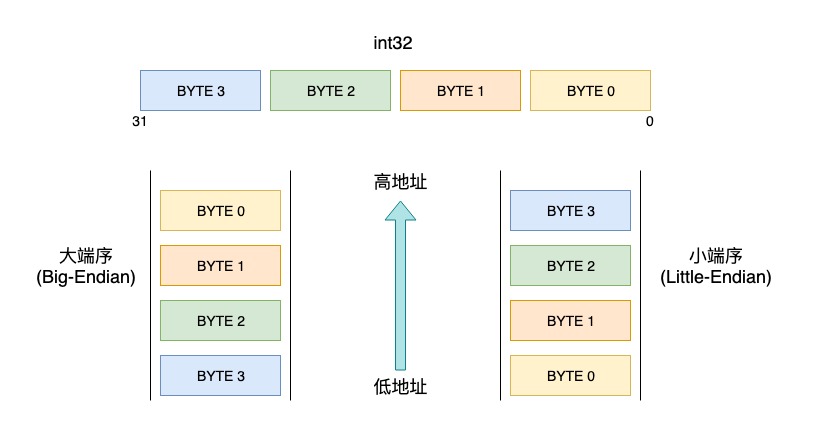 int32
BYTE 3
BYTE 2
BYTE 1
BYTE 0
31
0
大端序
(Big-Endian)
BYTE 0
BYTE 1
BYTE 2
BYTE 3
高地址
低地址
BYTE 3
BYTE 2
BYTE 1
BYTE 0
小端序
(Little-Endian)